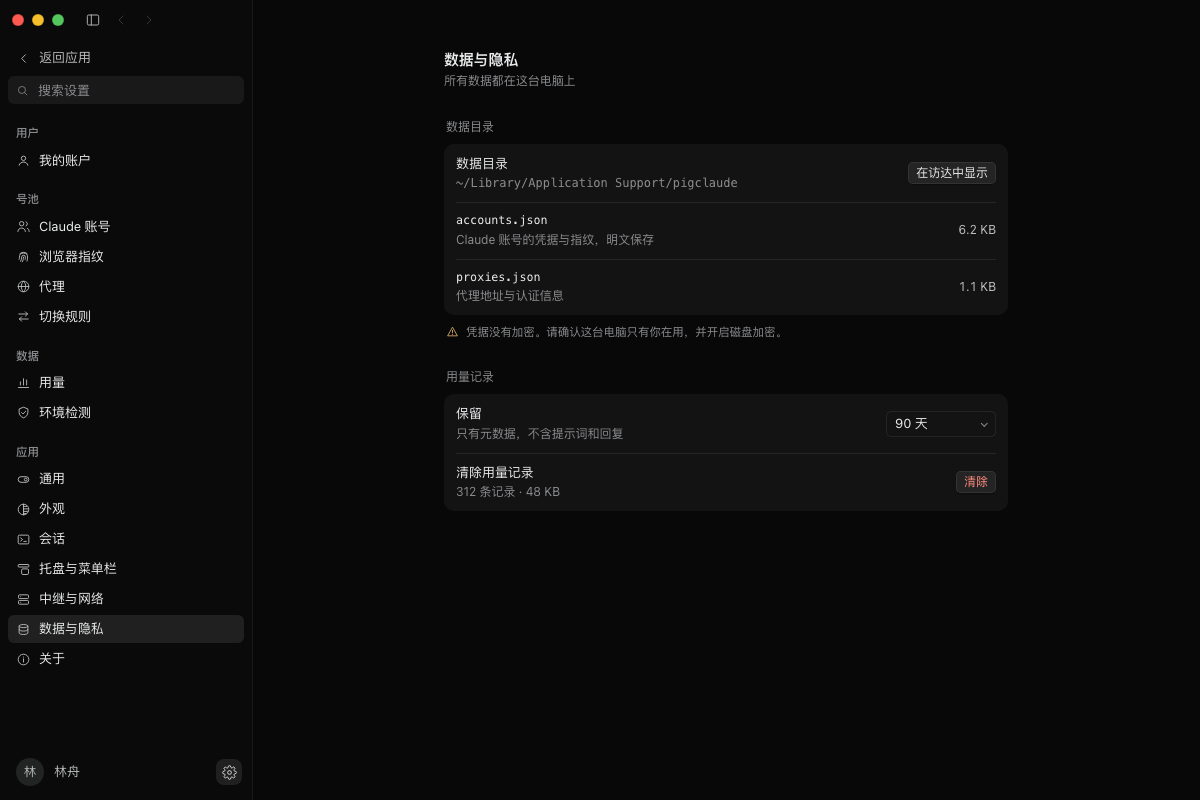 返回应用
搜索设置
用户
我的账户
号池
Claude 账号
浏览器指纹
代理
切换规则
数据
用量
环境检测
应用
通用
外观
会话
托盘与菜单栏
中继与网络
数据与隐私
关于
林
林舟
数据与隐私
所有数据都在这台电脑上
数据目录
数据目录
~/Library/Application Support/pigclaude
在访达中显示
accounts.json
Claude 账号的凭据与指纹，明文保存
6.2 KB
proxies.json
代理地址与认证信息
1.1 KB
凭据没有加密。请确认这台电脑只有你在用，并开启磁盘加密。
用量记录
保留
只有元数据，不含提示词和回复
90 天
清除用量记录
312 条记录 · 48 KB
清除